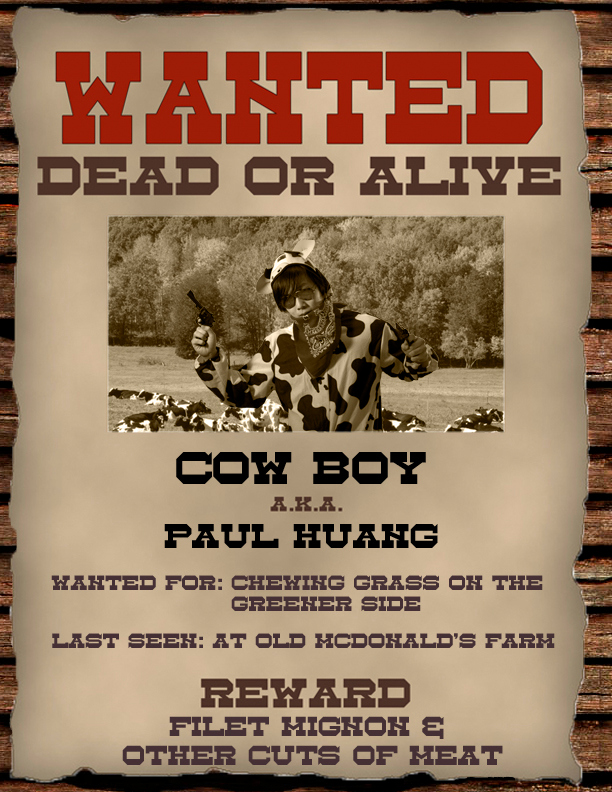 WANTED
DEAD OR ALIVE
COW BOY
A.K.A.
PAUL HUANG
WANTED FOR: CHEWING GRASS ON THE
GREENER SIDE
LAST SEEN: AT OLD MCDONALD'S FARM
REWARD
FILET MIGNON &
OTHER CUTS OF MEAT